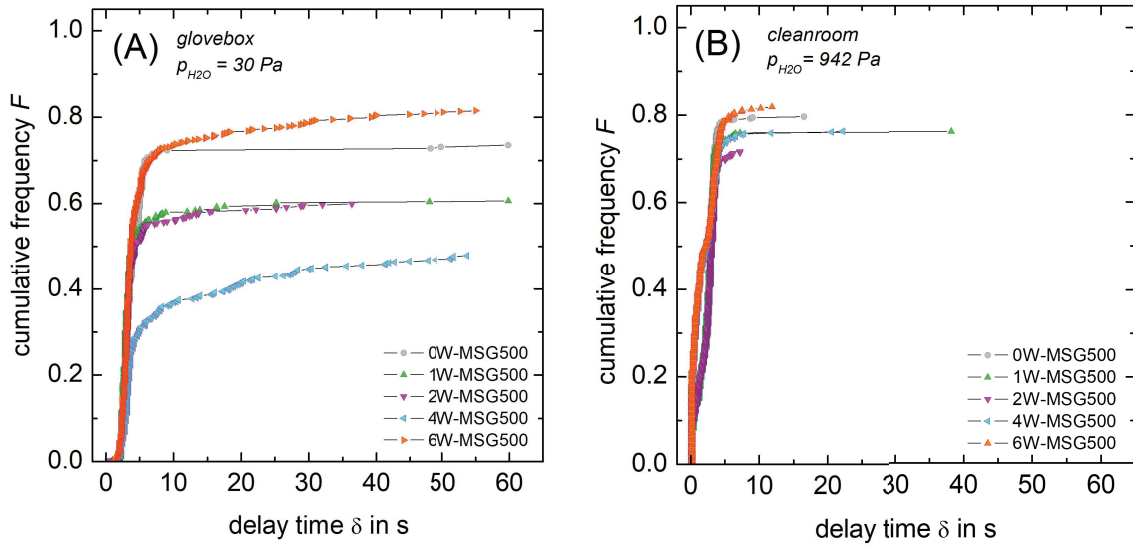 (A)
glovebox
p_H2O = 30 Pa
cumulative frequency F
1.0
0.8
0.6
0.4
0.2
0.0
0W-MSG500
1W-MSG500
2W-MSG500
4W-MSG500
6W-MSG500
0 10 20 30 40 50 60
delay time δ in s
(B)
cleanroom
p_H2O = 942 Pa
cumulative frequency F
1.0
0.8
0.6
0.4
0.2
0.0
0W-MSG500
1W-MSG500
2W-MSG500
4W-MSG500
6W-MSG500
0 10 20 30 40 50 60
delay time δ in s